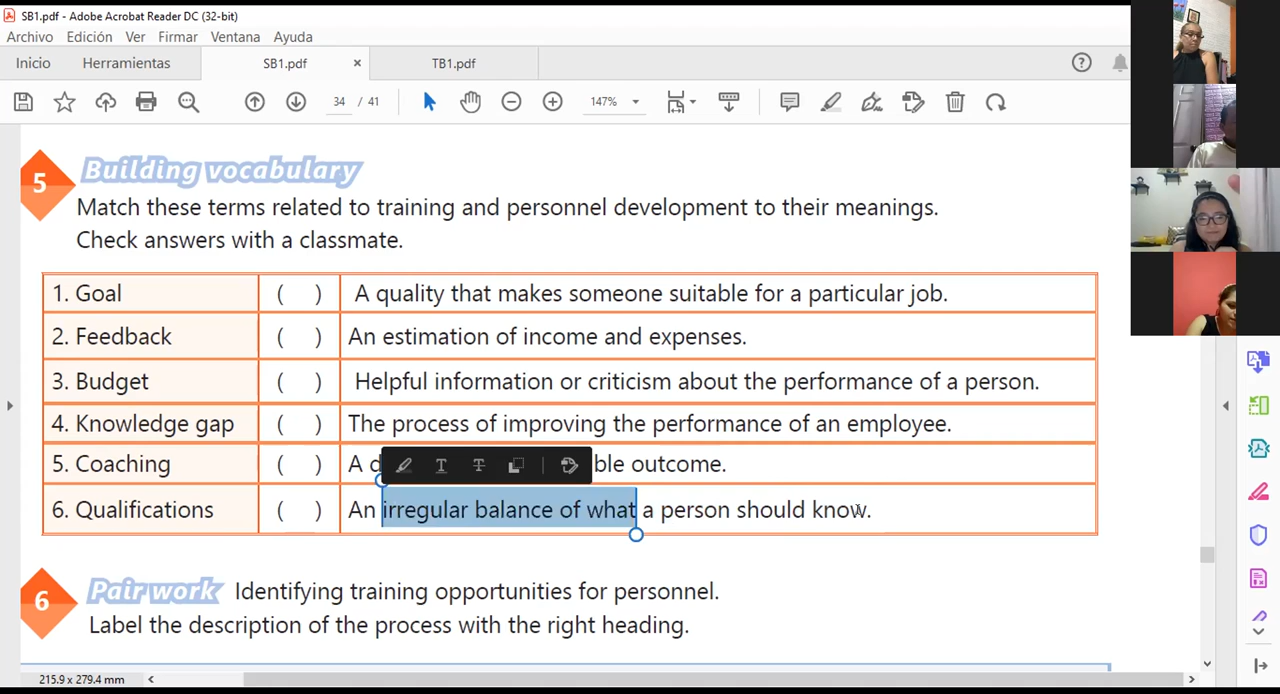 SB1.pdf - Adobe Acrobat Reader DC (32-bit)
Archivo Edición Ver Firmar Ventana Ayuda
Inicio Herramientas SB1.pdf × TB1.pdf
34 / 41 147%
5 Building vocabulary
Match these terms related to training and personnel development to their meanings.
Check answers with a classmate.
1. Goal ( ) A quality that makes someone suitable for a particular job.
2. Feedback ( ) An estimation of income and expenses.
3. Budget ( ) Helpful information or criticism about the performance of a person.
4. Knowledge gap ( ) The process of improving the performance of an employee.
5. Coaching ( ) A d ble outcome.
6. Qualifications ( ) An irregular balance of what a person should know.
6 Pair work Identifying training opportunities for personnel.
Label the description of the process with the right heading.
215.9 x 279.4 mm